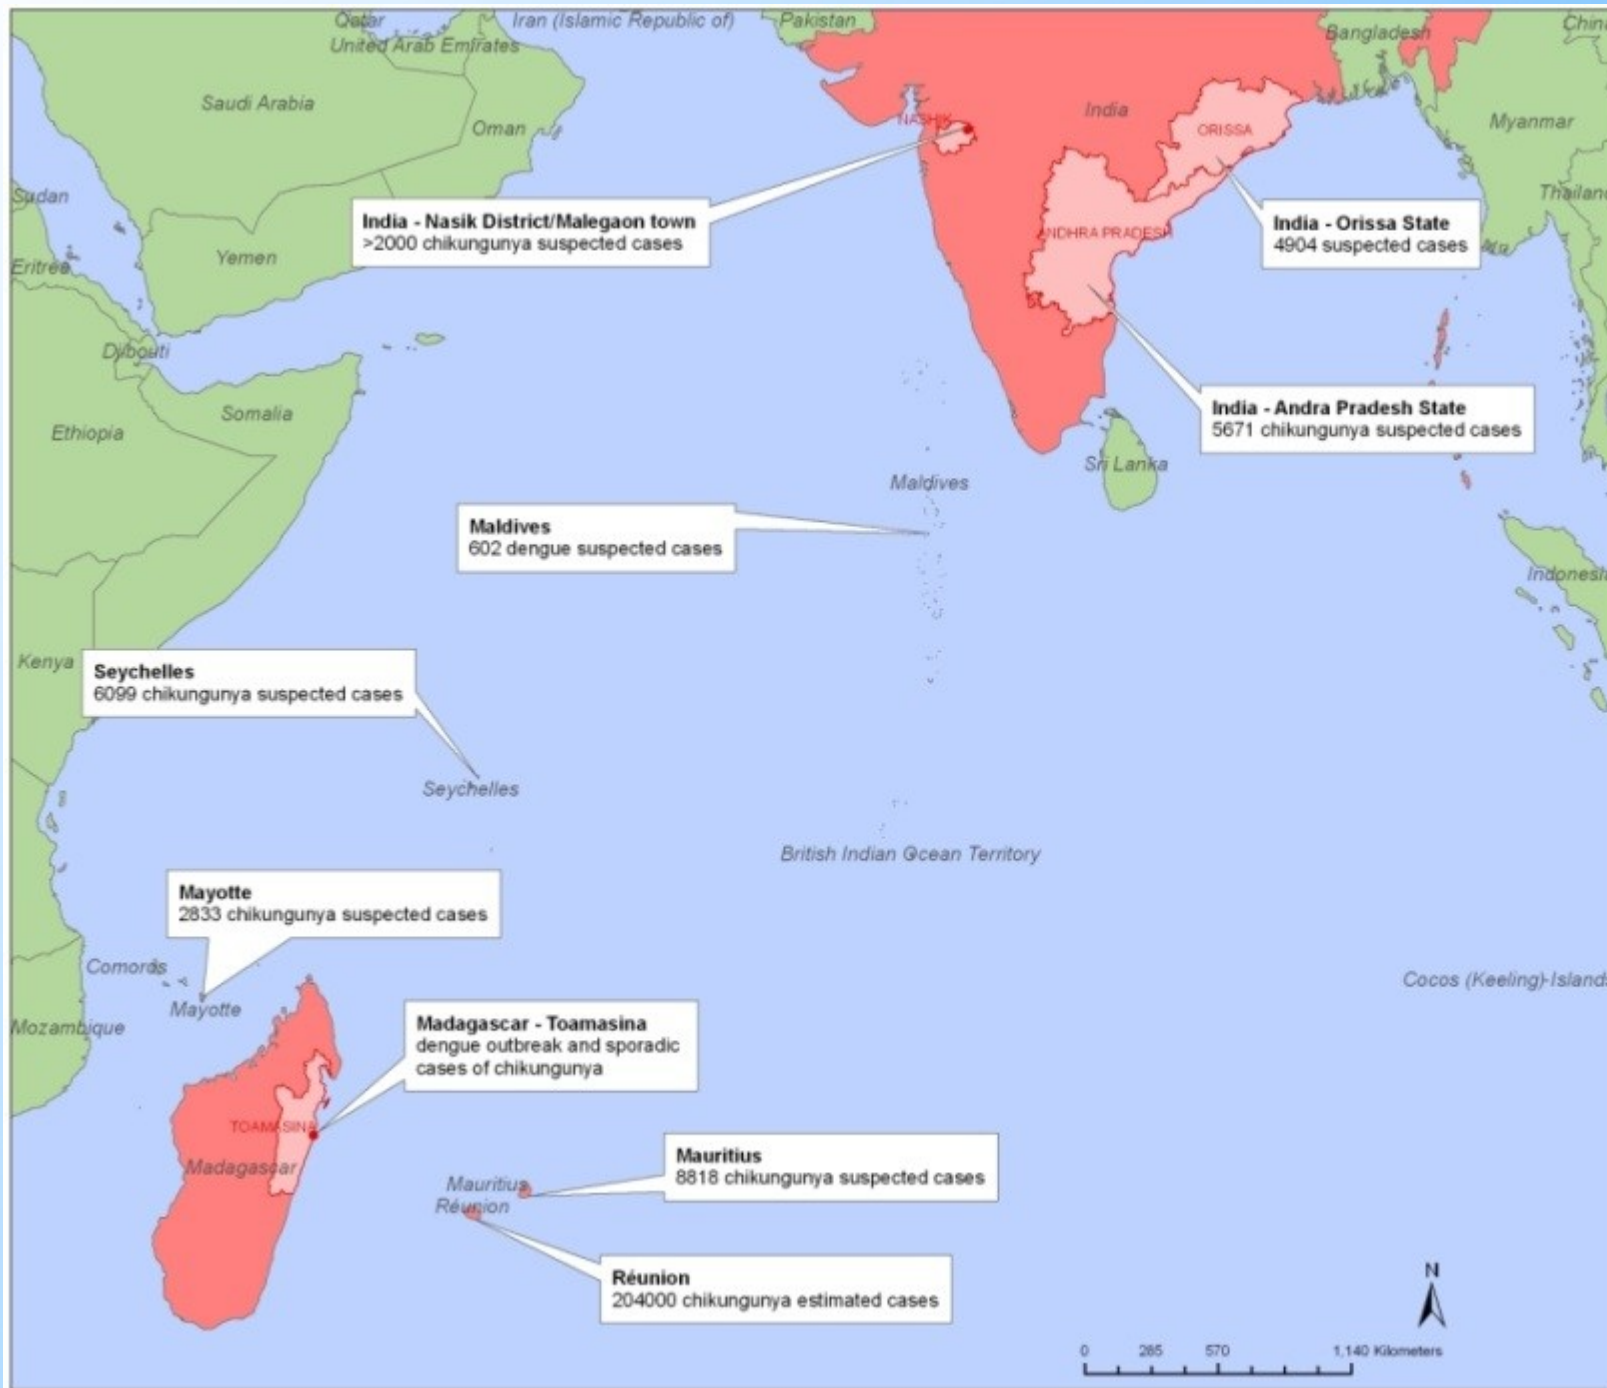 Qatar
Iran (Islamic Republic of)
Pakistan
Bangladesh
United Arab Emirates
Saudi Arabia
Oman
India
Myanmar
NASHIK
ORISSA
Sudan
Thailand
India - Nasik District/Malegaon town
>2000 chikungunya suspected cases
India - Orissa State
4904 suspected cases
ANDHRA PRADESH
Yemen
Eritrea
Djibouti
Somalia
Ethiopia
India - Andra Pradesh State
5671 chikungunya suspected cases
Sri Lanka
Maldives
Maldives
602 dengue suspected cases
Indonesi
Kenya
Seychelles
6099 chikungunya suspected cases
Seychelles
British Indian Ocean Territory
Mayotte
2833 chikungunya suspected cases
Comoros
Mayotte
Cocos (Keeling)-Islands
Mozambique
Madagascar - Toamasina
dengue outbreak and sporadic
cases of chikungunya
TOAMASINA
Madagascar
Mauritius
8818 chikungunya suspected cases
Mauritius
Réunion
Réunion
204000 chikungunya estimated cases
N
0 285 570 1,140 Kilometers